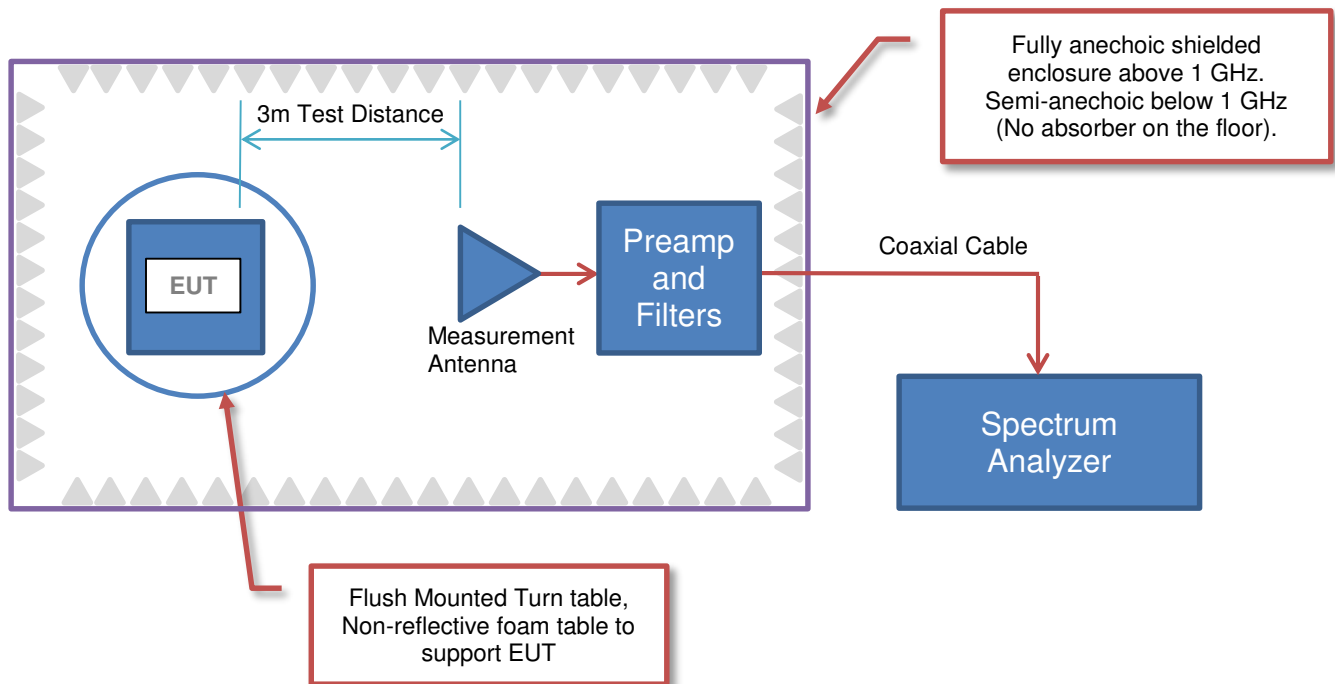 Fully anechoic shielded
enclosure above 1 GHz.
Semi-anechoic below 1 GHz
(No absorber on the floor).
3m Test Distance
EUT
Measurement
Antenna
Preamp
and
Filters
Coaxial Cable
Spectrum
Analyzer
Flush Mounted Turn table,
Non-reflective foam table to
support EUT